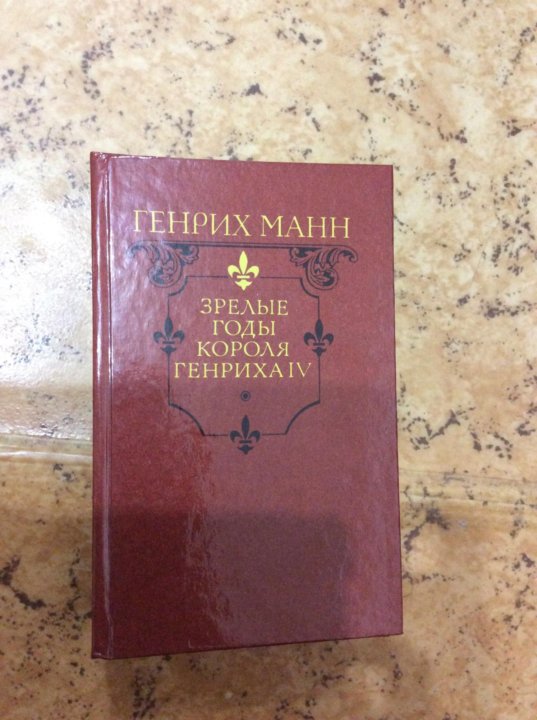 ГЕНРИХ МАНН
ЗРЕЛЫЕ
ГОДЫ
КОРОЛЯ
ГЕНРИХА IV